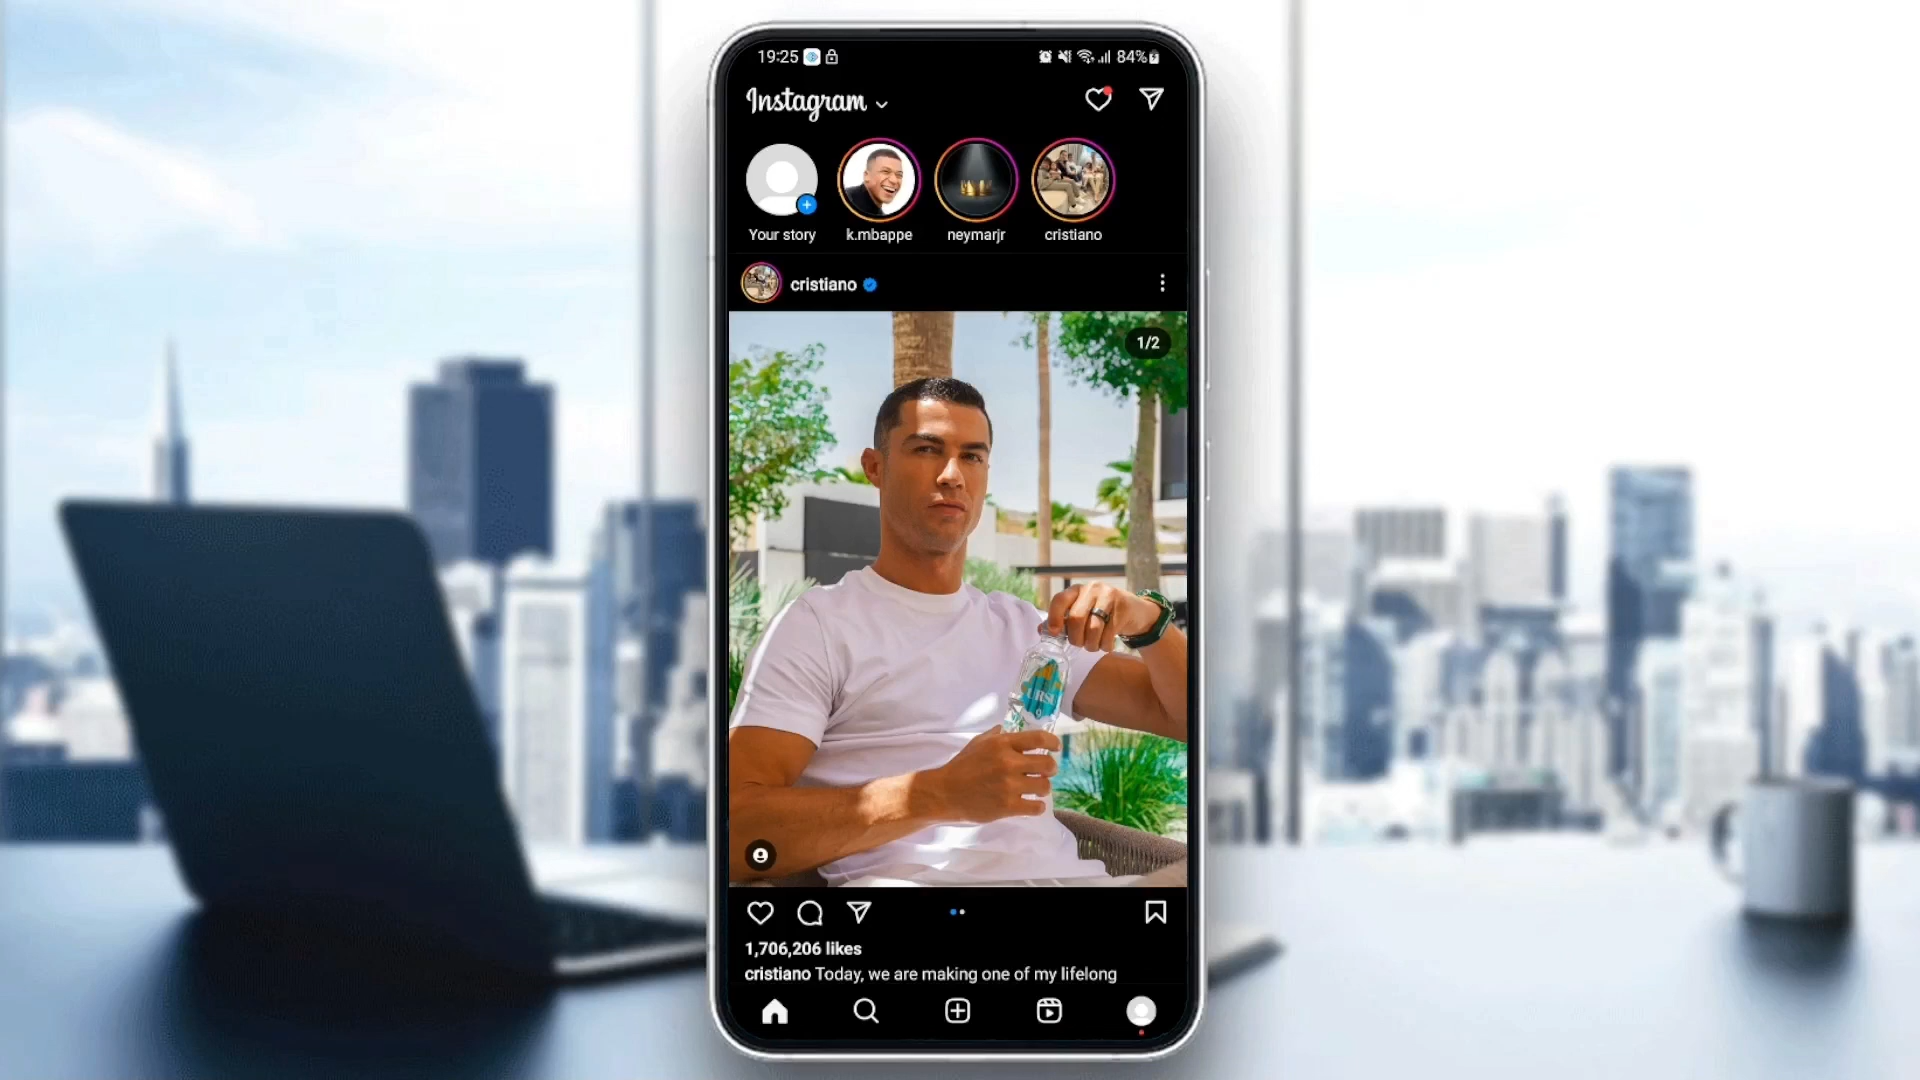 19:25
84%
Instagram
Your story
k.mbappe
neymarjr
cristiano
cristiano
1/2
1,706,206 likes
cristiano Today, we are making one of my lifelong